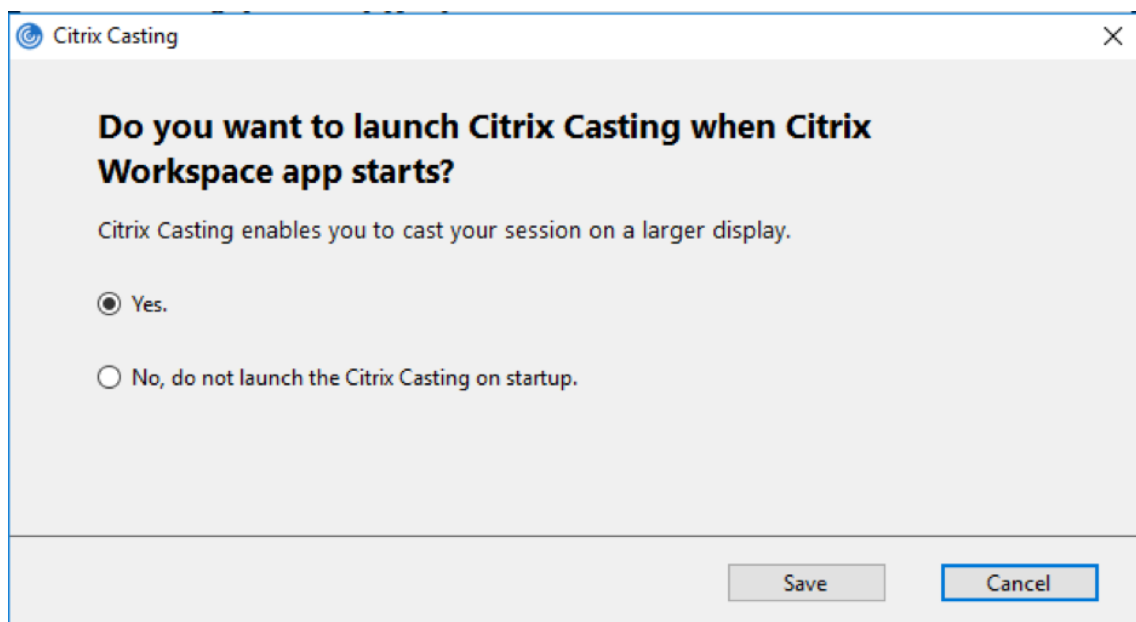 Citrix Casting
Do you want to launch Citrix Casting when Citrix
Workspace app starts?
Citrix Casting enables you to cast your session on a larger display.
Yes.
No, do not launch the Citrix Casting on startup.
Save Cancel